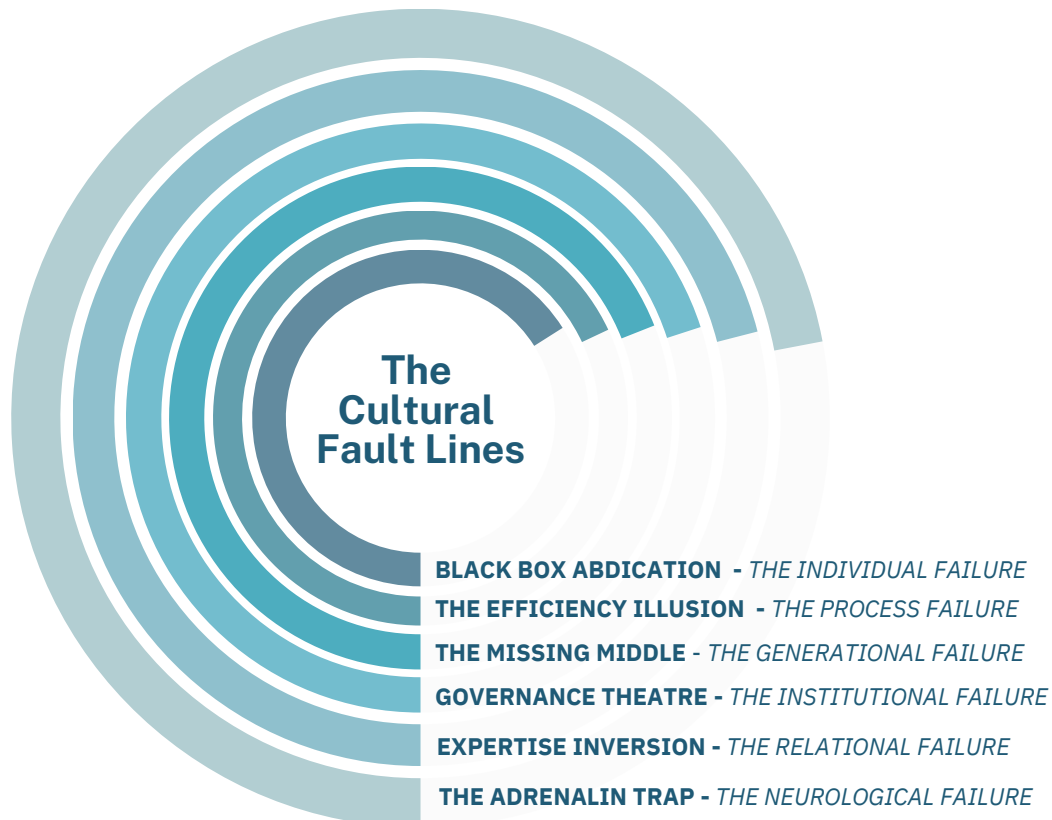 The
Cultural
Fault Lines
BLACK BOX ABDICATION - THE INDIVIDUAL FAILURE
THE EFFICIENCY ILLUSION - THE PROCESS FAILURE
THE MISSING MIDDLE - THE GENERATIONAL FAILURE
GOVERNANCE THEATRE - THE INSTITUTIONAL FAILURE
EXPERTISE INVERSION - THE RELATIONAL FAILURE
THE ADRENALIN TRAP - THE NEUROLOGICAL FAILURE